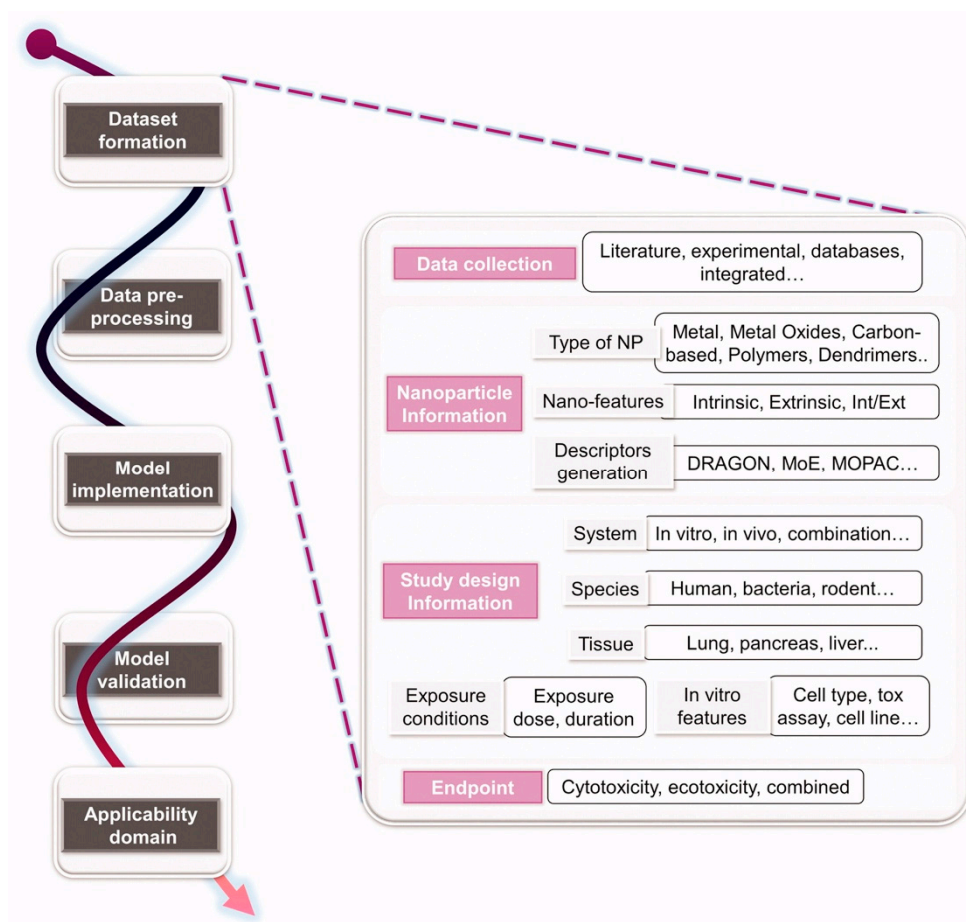 Dataset
formation
Data pre-
processing
Model
implementation
Model
validation
Applicability
domain
Data collection
Literature, experimental, databases,
integrated…
Nanoparticle
Information
Type of NP
Metal, Metal Oxides, Carbon-
based, Polymers, Dendrimers..
Nano-features
Intrinsic, Extrinsic, Int/Ext
Descriptors
generation
DRAGON, MoE, MOPAC…
Study design
Information
System
In vitro, in vivo, combination…
Species
Human, bacteria, rodent…
Tissue
Lung, pancreas, liver...
Exposure
conditions
Exposure
dose, duration
In vitro
features
Cell type, tox
assay, cell line…
Endpoint
Cytotoxicity, ecotoxicity, combined